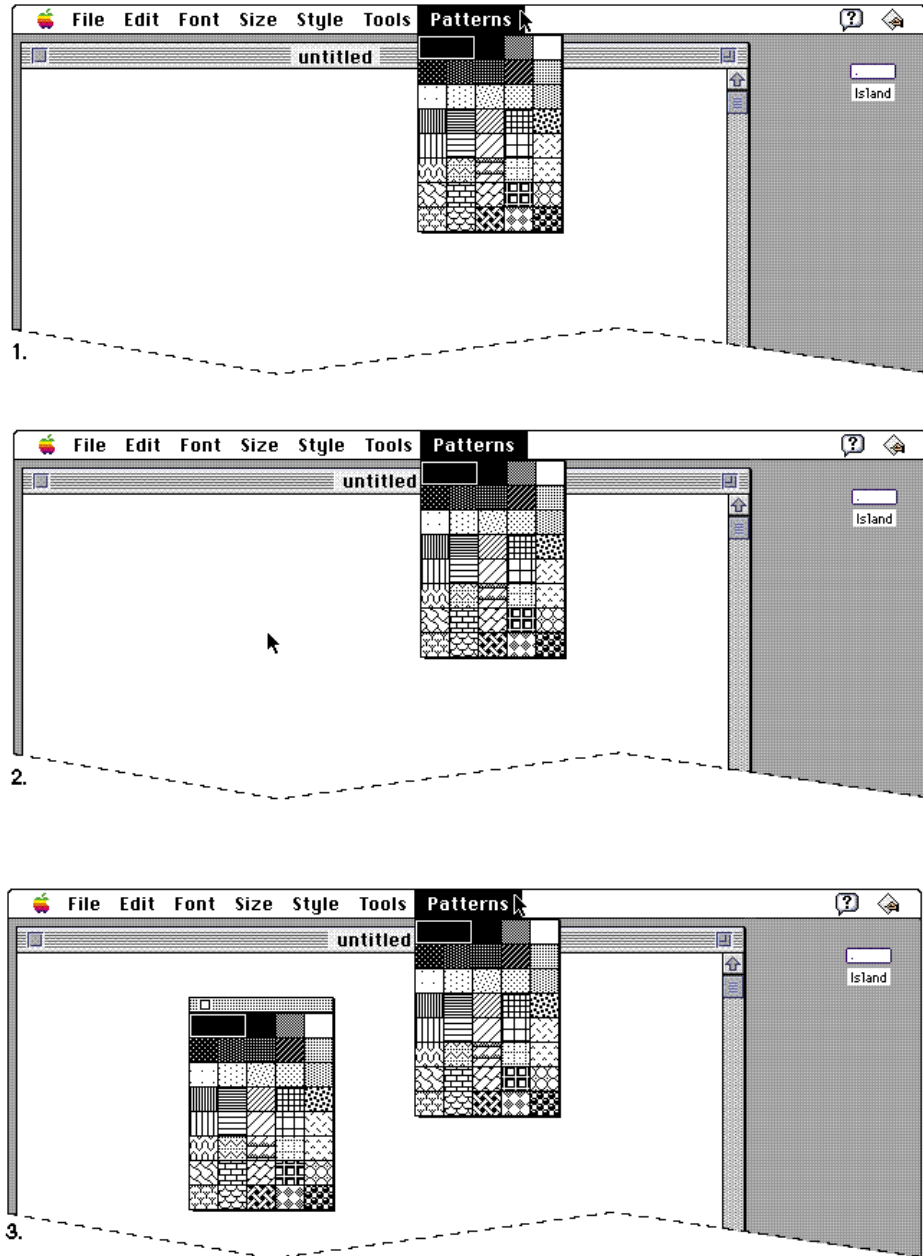 File Edit Font Size Style Tools Patterns
untitled
Island
1.
File Edit Font Size Style Tools Patterns
untitled
Island
2.
File Edit Font Size Style Tools Patterns
untitled
Island
3.